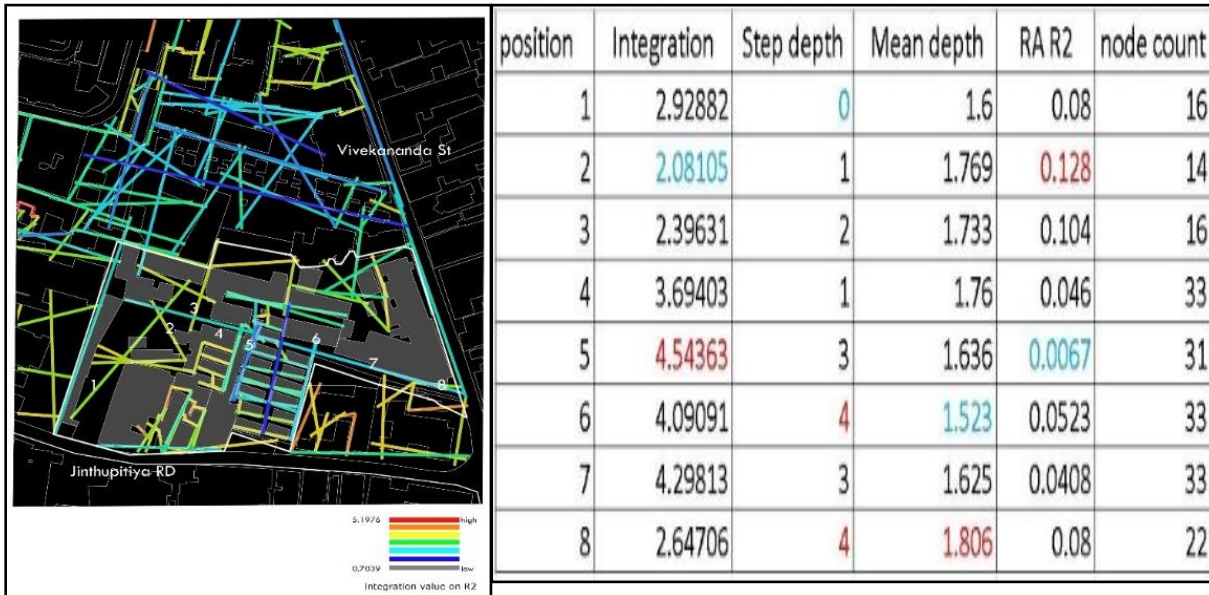 Vivekananda St
3
2
4
5
6
7
1
8
Jinthupitiya RD
5.1976 high
0.7039 low
Integration value on R2
position Integration Step depth Mean depth RA R2 node count
1 2.92882 0 1.6 0.08 16
2 2.08105 1 1.769 0.128 14
3 2.39631 2 1.733 0.104 16
4 3.69403 1 1.76 0.046 33
5 4.54363 3 1.636 0.0067 31
6 4.09091 4 1.523 0.0523 33
7 4.29813 3 1.625 0.0408 33
8 2.64706 4 1.806 0.08 22